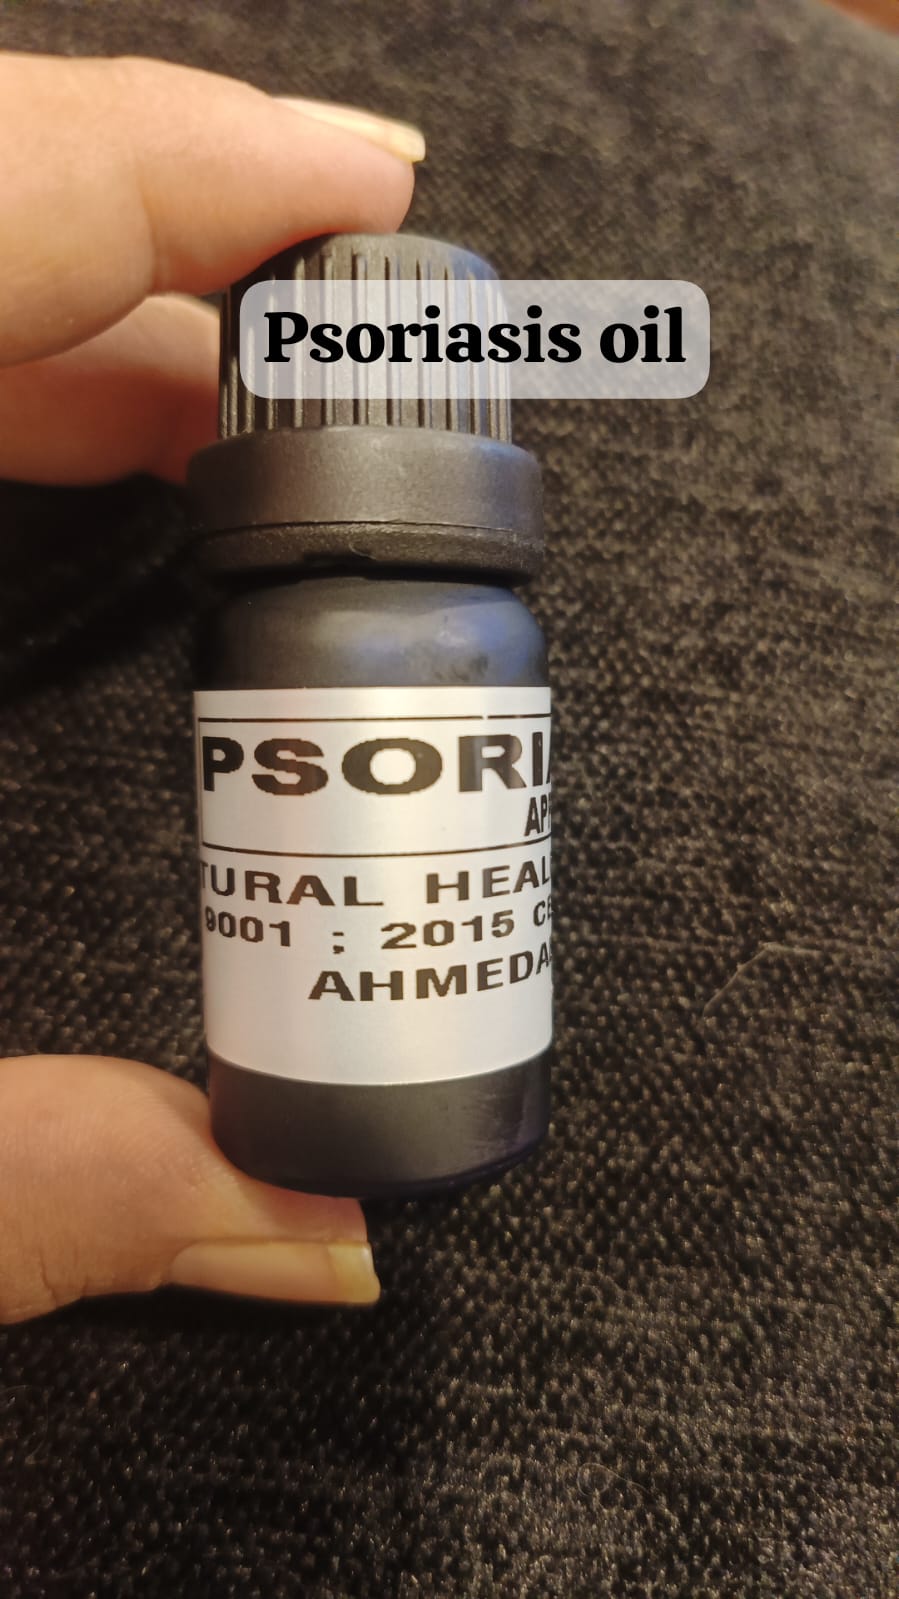 Psoriasis oil
PSORI
AP
TURAL HEAL
9001 ; 2015 CE
AHMEDA